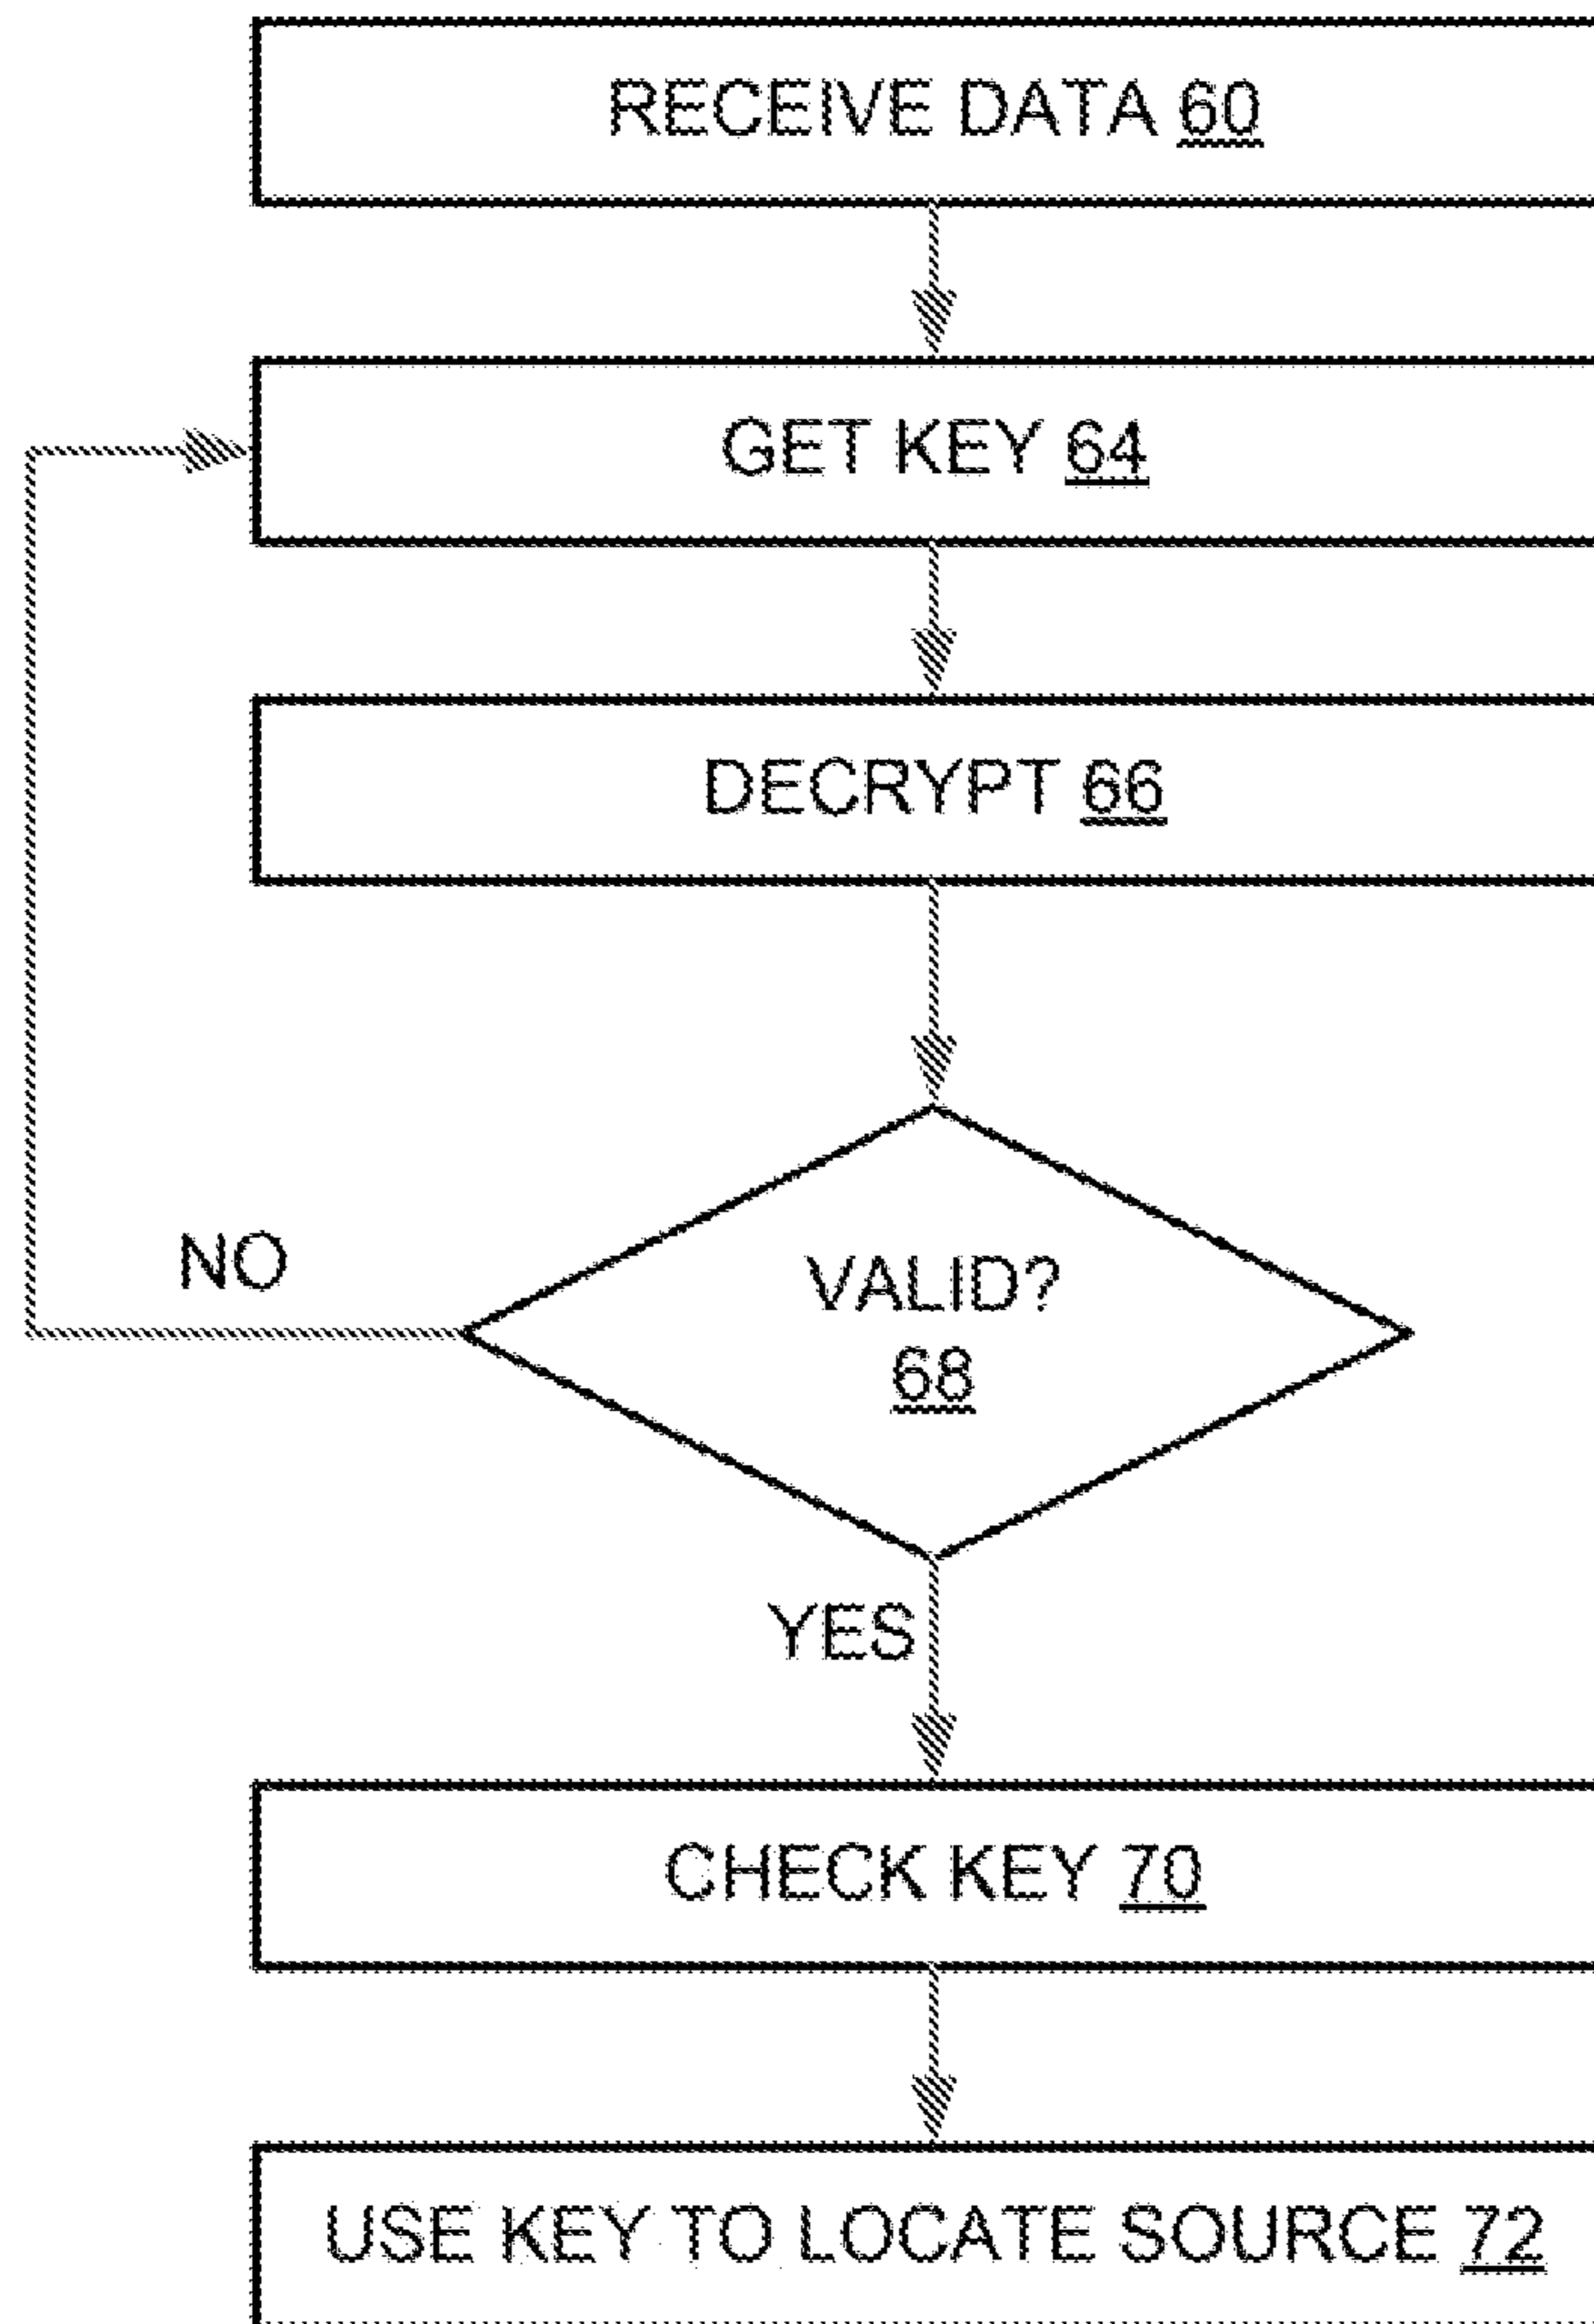 RECEIVE DATA 60
GET KEY 64
DECRYPT 66
NO
VALID?
68
YES
CHECK KEY 70
USE KEY TO LOCATE SOURCE 72